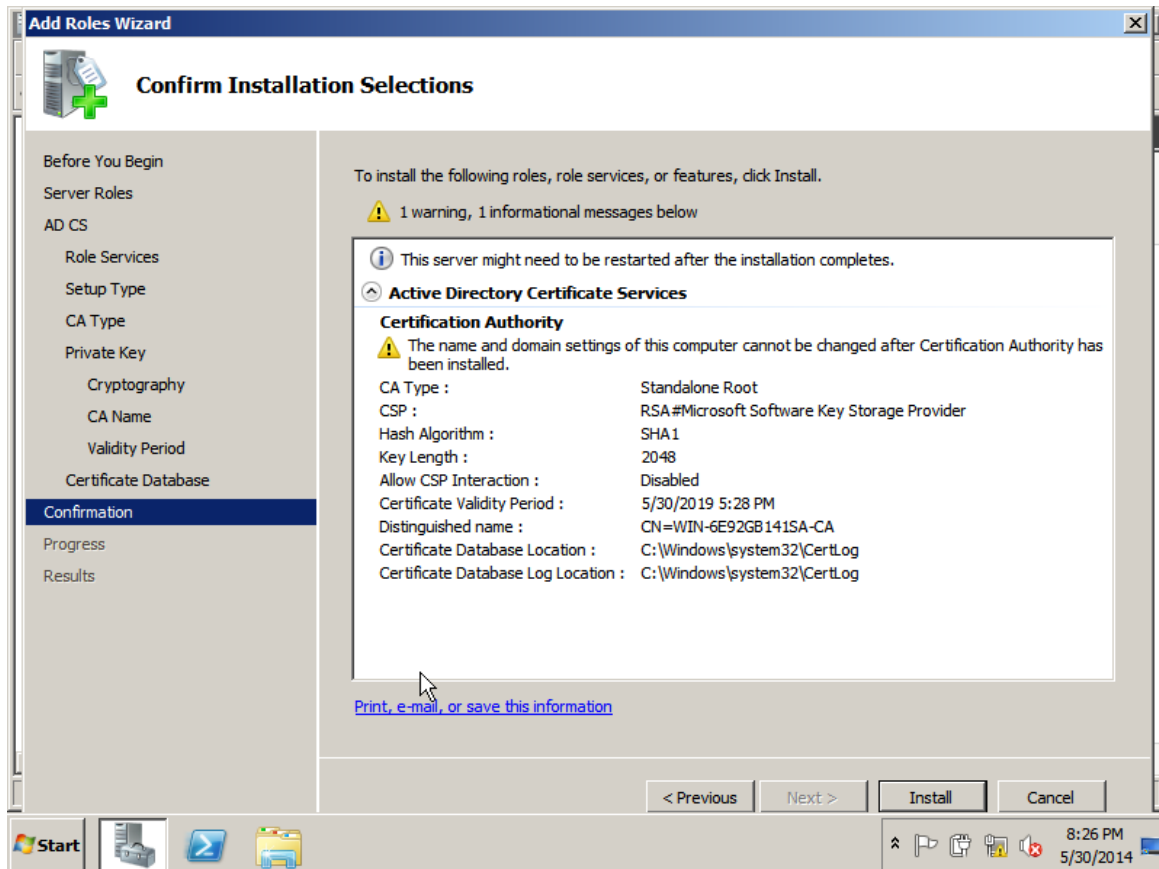 Add Roles Wizard
Confirm Installation Selections
Before You Begin
Server Roles
AD CS
Role Services
Setup Type
CA Type
Private Key
Cryptography
CA Name
Validity Period
Certificate Database
Confirmation
Progress
Results
To install the following roles, role services, or features, click Install.
1 warning, 1 informational messages below
This server might need to be restarted after the installation completes.
Active Directory Certificate Services
Certification Authority
The name and domain settings of this computer cannot be changed after Certification Authority has
been installed.
CA Type : Standalone Root
CSP : RSA#Microsoft Software Key Storage Provider
Hash Algorithm : SHA1
Key Length : 2048
Allow CSP Interaction : Disabled
Certificate Validity Period : 5/30/2019 5:28 PM
Distinguished name : CN=WIN-6E92GB141SA-CA
Certificate Database Location : C:\Windows\system32\CertLog
Certificate Database Log Location : C:\Windows\system32\CertLog
Print, e-mail, or save this information
< Previous Next > Install Cancel
Start
8:26 PM
5/30/2014